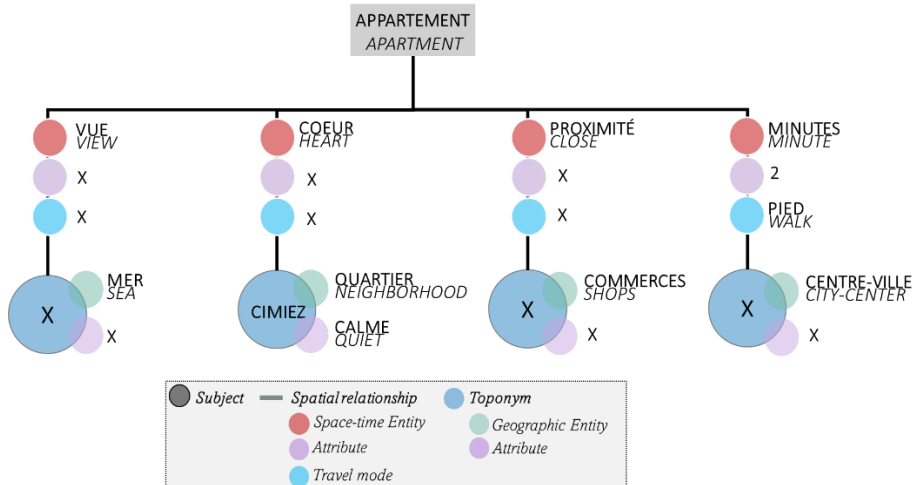 APPARTEMENT
APARTMENT
VUE
VIEW
X
X
MER
SEA
X
X
COEUR
HEART
X
X
QUARTIER
NEIGHBORHOOD
CIMIEZ
CALME
QUIET
PROXIMITÉ
CLOSE
X
X
COMMERCES
SHOPS
X
X
MINUTES
MINUTE
2
PIED
WALK
CENTRE-VILLE
CITY-CENTER
X
X
Subject
Spatial relationship
Toponym
Space-time Entity
Geographic Entity
Attribute
Attribute
Travel mode